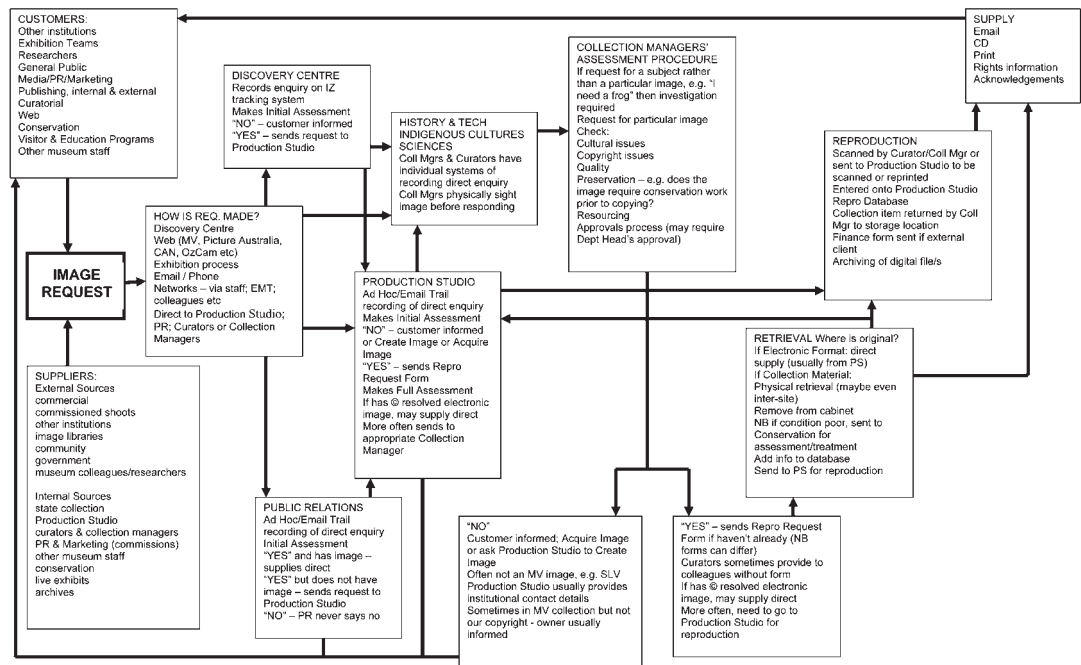 CUSTOMERS:
Other institutions
Exhibition Teams
Researchers
General Public
Media/PR/Marketing
Publishing, internal & external
Curatorial
Web
Conservation
Visitor & Education Programs
Other museum staff
IMAGE
REQUEST
SUPPLIERS:
External Sources
commercial
commissioned shoots
other institutions
image libraries
community
government
museum colleagues/researchers
Internal Sources
state collection
Production Studio
curators & collection managers
PR & Marketing (commissions)
other museum staff
conservation
live exhibits
archives
HOW IS REQ. MADE?
Discovery Centre
Web (MV, Picture Australia,
CAN, OzCam etc)
Exhibition process
Email / Phone
Networks – via staff; EMT;
colleagues etc
Direct to Production Studio;
PR; Curators or Collection
Managers
DISCOVERY CENTRE
Records enquiry on IZ
tracking system
Makes Initial Assessment
“NO” – customer informed
“YES” – sends request to
Production Studio
HISTORY & TECH
INDIGENOUS CULTURES
SCIENCES
Coll Mgrs & Curators have
individual systems of
recording direct enquiry
Coll Mgrs physically sight
image before responding
PRODUCTION STUDIO
Ad Hoc/Email Trail
recording of direct enquiry
Makes Initial Assessment
“NO” – customer informed
or Create Image or Acquire
Image
“YES” – sends Repro
Request Form
Makes Full Assessment
If has © resolved electronic
image, may supply direct
More often sends to
appropriate Collection
Manager
PUBLIC RELATIONS
Ad Hoc/Email Trail
recording of direct enquiry
Initial Assessment
“YES” and has Image –
supplies direct
“YES” but does not have
image – sends request to
Production Studio
“NO” – PR never says no
COLLECTION MANAGERS’
ASSESSMENT PROCEDURE
If request for a subject rather
than a particular image, e.g. “I
need a frog” then investigation
required
Request for particular image
Check:
Cultural issues
Copyright issues
Quality
Preservation – e.g. does the
image require conservation work
prior to copying?
Resourcing
Approvals process (may require
Dept Head’s approval)
“NO”
Customer informed; Acquire Image
or ask Production Studio to Create
Image
Often not an MV image, e.g. SLV
Production Studio usually provides
institutional contact details
Sometimes in MV collection but not
our copyright - owner usually
informed
“YES” – sends Repro Request
Form if haven’t already (NB
forms can differ)
Curators sometimes provide to
colleagues without form
If has © resolved electronic
image, may supply direct
More often, need to go to
Production Studio for
reproduction
RETRIEVAL Where is original?
If Electronic Format: direct
supply (usually from PS)
If Collection Material:
Physical retrieval (maybe even
inter-site)
Remove from cabinet
NB if condition poor, sent to
Conservation for
assessment/treatment
Add info to database
Send to PS for reproduction
REPRODUCTION
Scanned by Curator/Coll Mgr or
sent to Production Studio to be
scanned or reprinted
Entered onto Production Studio
Repro Database
Collection item returned by Coll
Mgr to storage location
Finance form sent if external
client
Archiving of digital file/s
SUPPLY
Email
CD
Print
Rights information
Acknowledgements